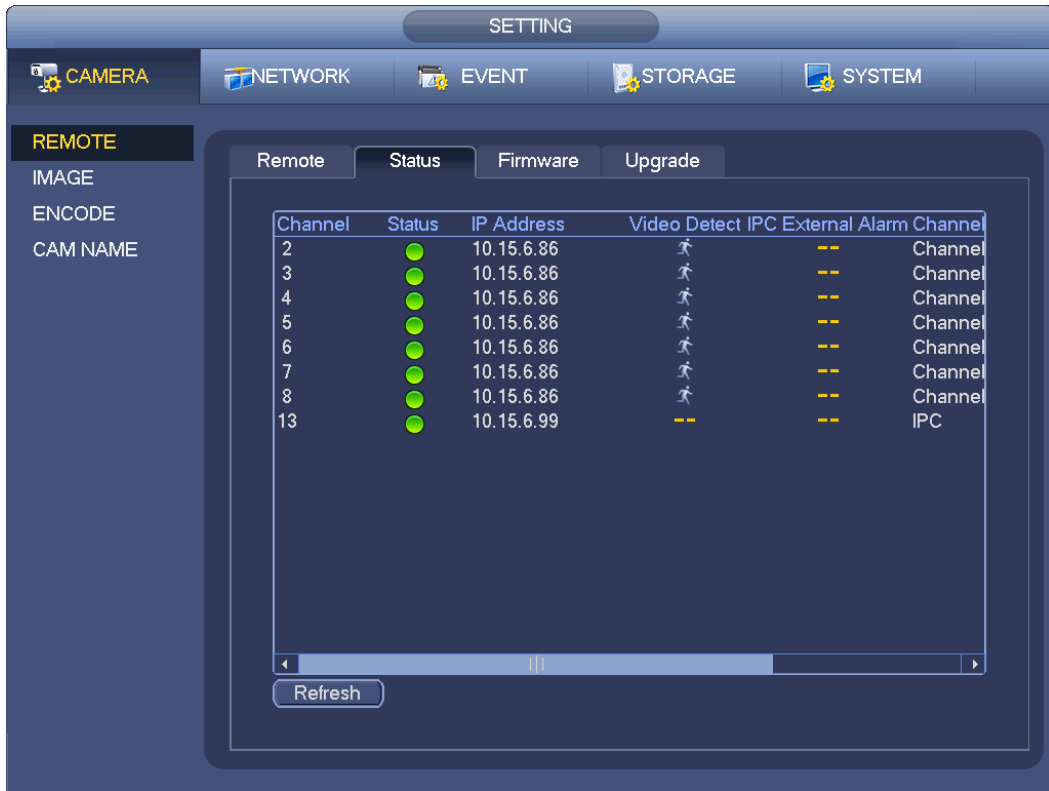 SETTING
CAMERA NETWORK EVENT STORAGE SYSTEM
REMOTE
IMAGE
ENCODE
CAM NAME
Remote Status Firmware Upgrade
Channel Status IP Address Video Detect IPC External Alarm Channel
2 10.15.6.86 -- Channel
3 10.15.6.86 -- Channel
4 10.15.6.86 -- Channel
5 10.15.6.86 -- Channel
6 10.15.6.86 -- Channel
7 10.15.6.86 -- Channel
8 10.15.6.86 -- Channel
13 10.15.6.99 -- -- IPC
Refresh